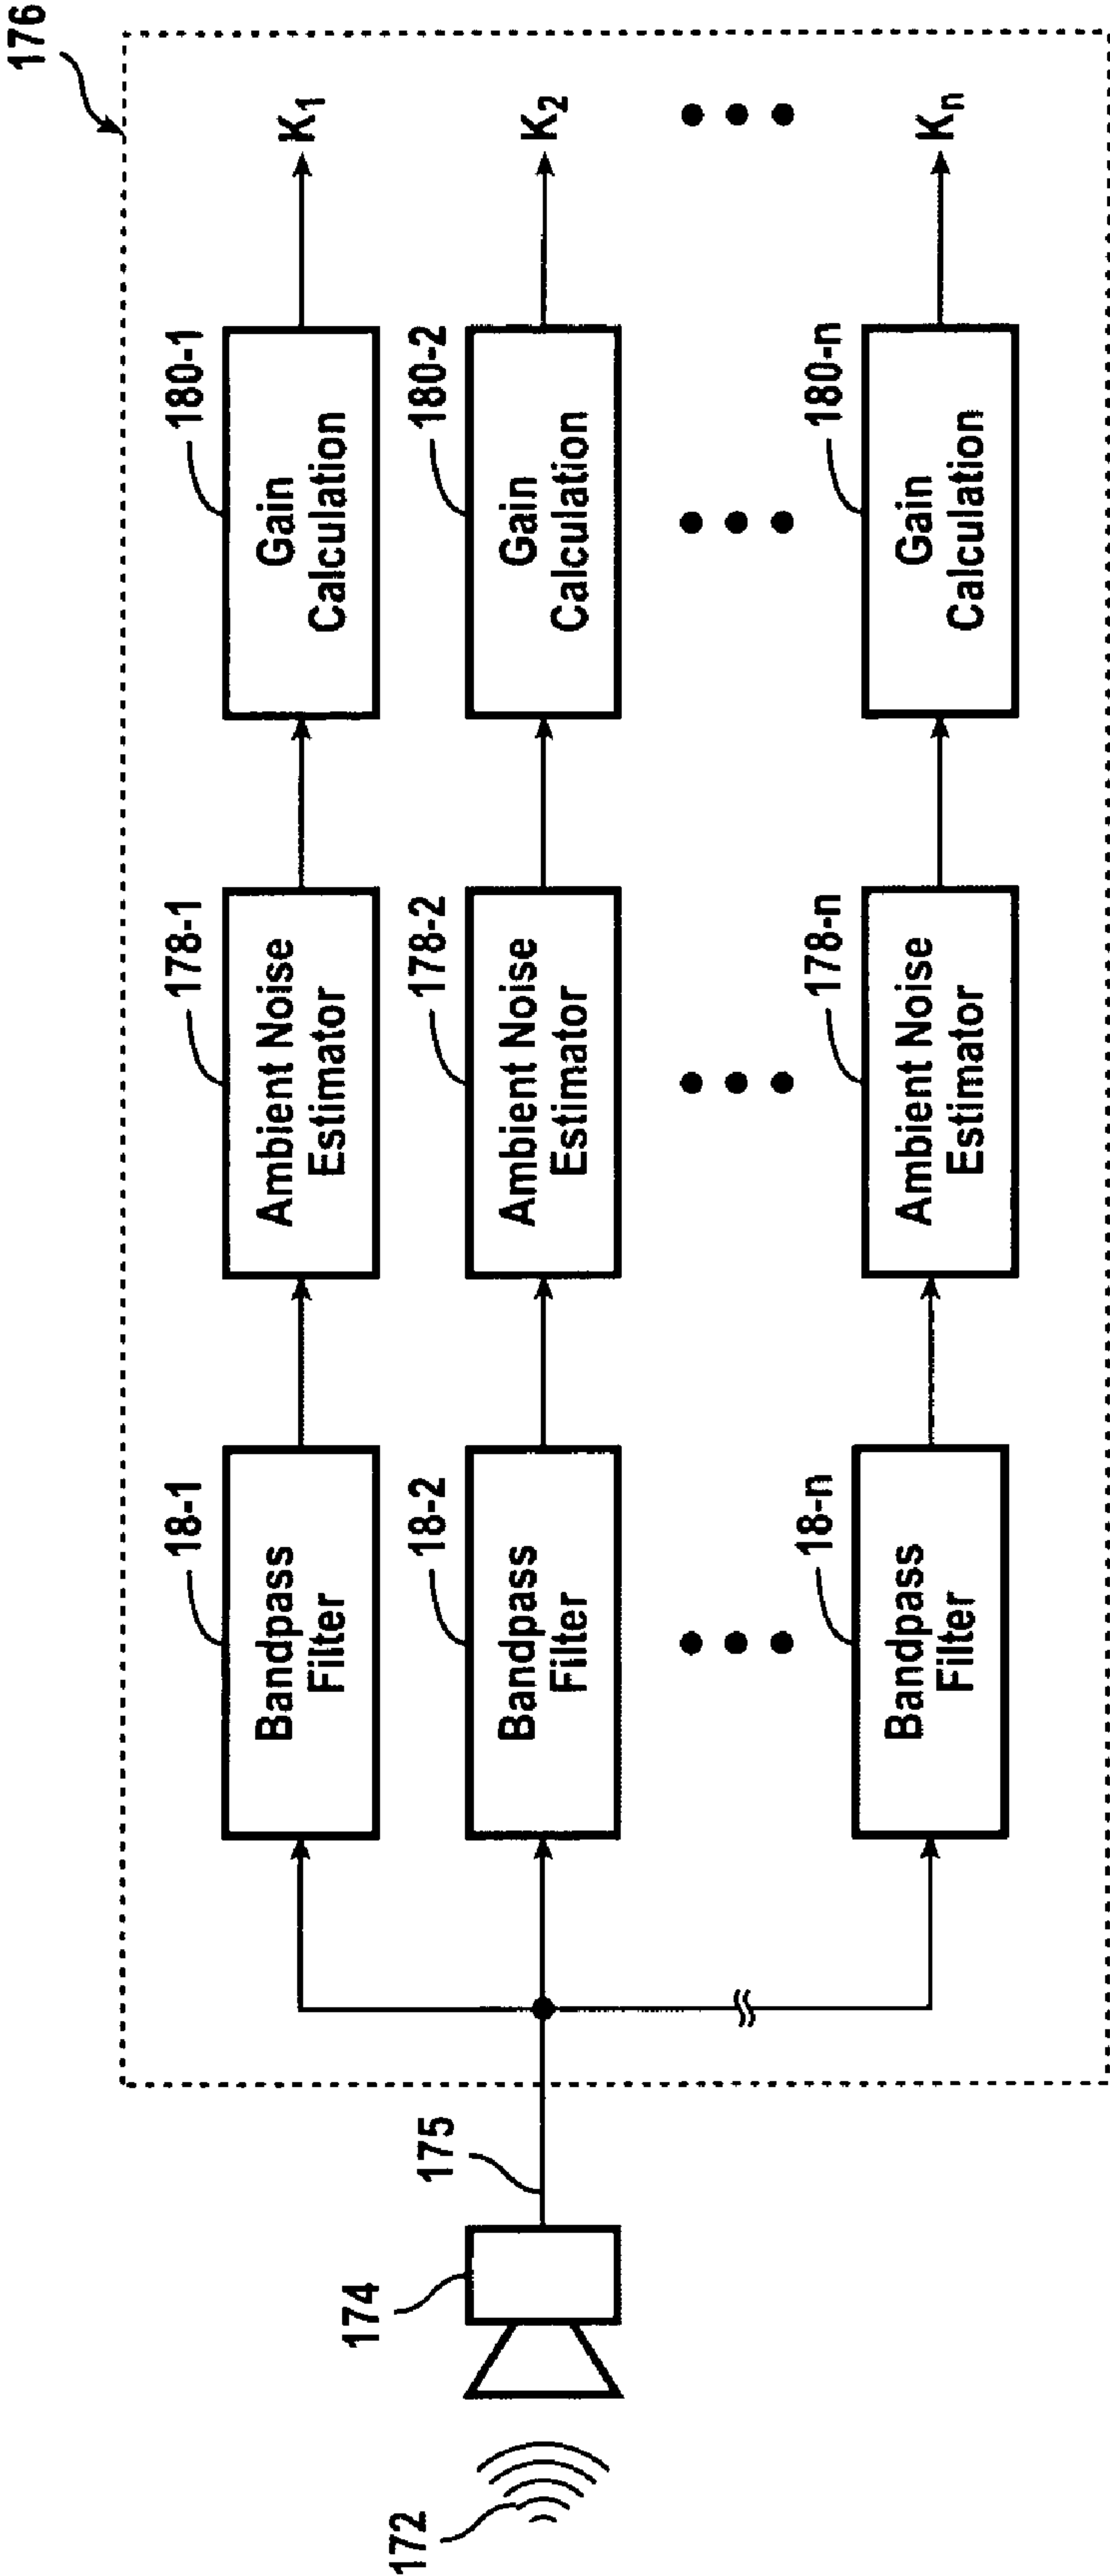 176
172
174
175
18-1
Bandpass
Filter
178-1
Ambient Noise
Estimator
180-1
Gain
Calculation
K1
18-2
Bandpass
Filter
178-2
Ambient Noise
Estimator
180-2
Gain
Calculation
K2
18-n
Bandpass
Filter
178-n
Ambient Noise
Estimator
180-n
Gain
Calculation
Kn